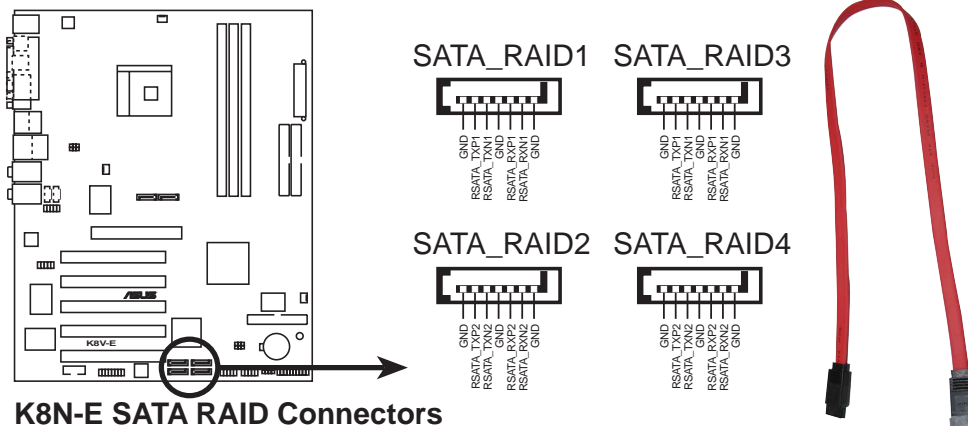 SATA_RAID1
GND
RSATA_TXP1
RSATA_TXN1
GND
RSATA_RXP1
RSATA_RXN1
GND
SATA_RAID3
GND
RSATA_TXP1
RSATA_TXN1
GND
RSATA_RXP1
RSATA_RXN1
GND
SATA_RAID2
GND
RSATA_TXP2
RSATA_TXN2
GND
RSATA_RXP2
RSATA_RXN2
GND
SATA_RAID4
GND
RSATA_TXP2
RSATA_TXN2
GND
RSATA_RXP2
RSATA_RXN2
GND
ASUS
K8V-E
K8N-E SATA RAID Connectors